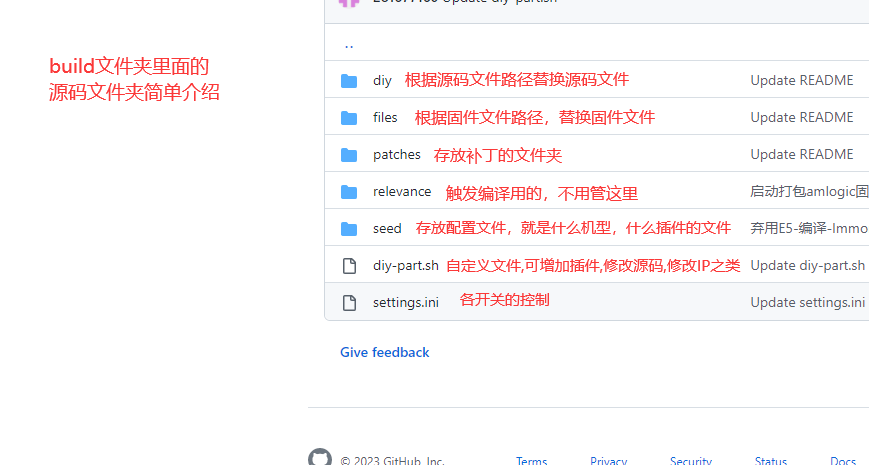 build文件夹里面的
源码文件夹简单介绍
..
diy 根据源码文件路径替换源码文件 Update README
files 根据固件文件路径，替换固件文件 Update README
patches 存放补丁的文件夹 Update README
relevance 触发编译用的，不用管这里 启动打包amlogic固
seed 存放配置文件，就是什么机型，什么插件的文件 弃用E5-编译-Immo
diy-part.sh 自定义文件,可增加插件,修改源码,修改IP之类 Update diy-part.sh
settings.ini 各开关的控制 Update settings.ini
Give feedback
© 2023 GitHub, Inc. Terms Privacy Security Status Docs